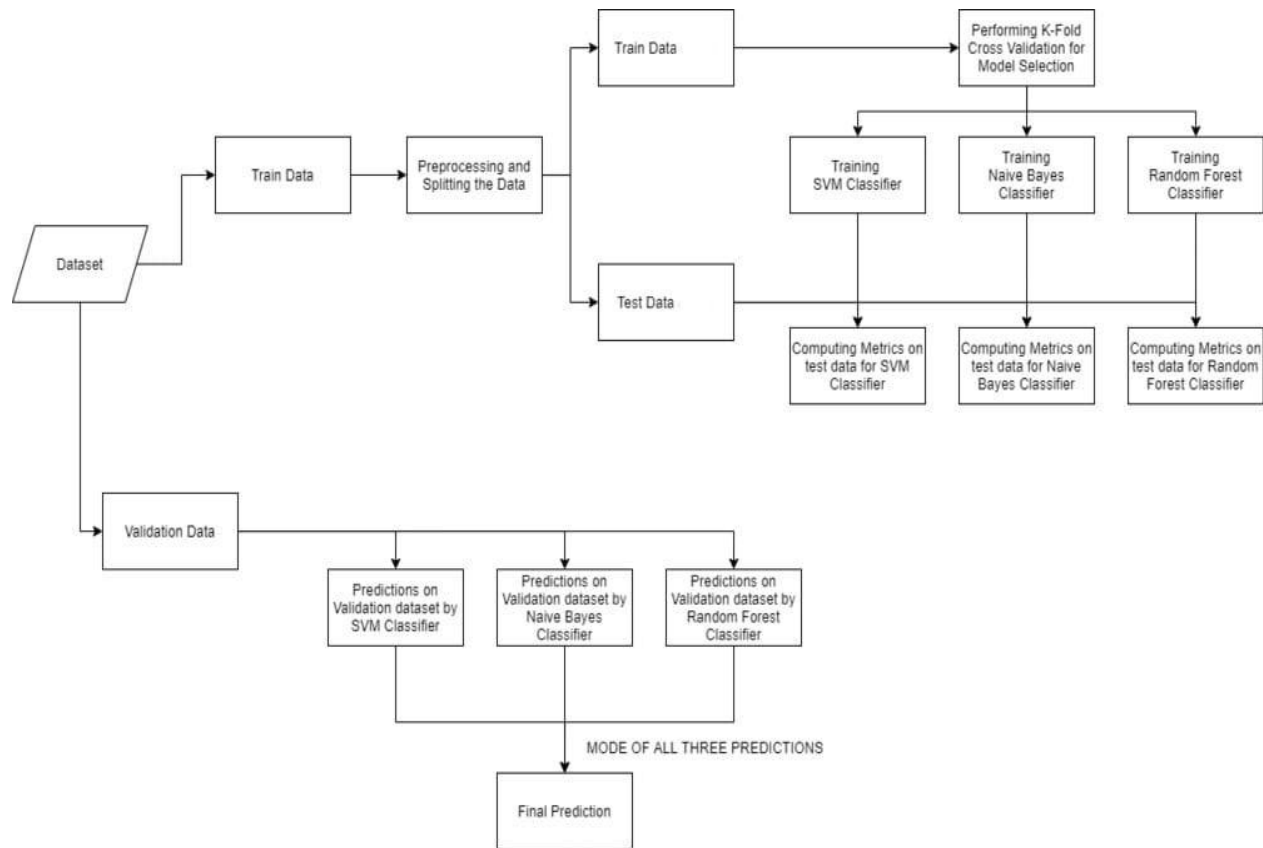 Train Data
Performing K-Fold
Cross Validation for
Model Selection
Train Data
Preprocessing and
Splitting the Data
Training
SVM Classifier
Training
Naive Bayes
Classifier
Training
Random Forest
Classifier
Dataset
Test Data
Computing Metrics on
test data for SVM
Classifier
Computing Metrics on
test data for Naive
Bayes Classifier
Computing Metrics on
test data for Random
Forest Classifier
Validation Data
Predictions on
Validation dataset by
SVM Classifier
Predictions on
Validation dataset by
Naive Bayes
Classifier
Predictions on
Validation dataset by
Random Forest
Classifier
MODE OF ALL THREE PREDICTIONS
Final Prediction